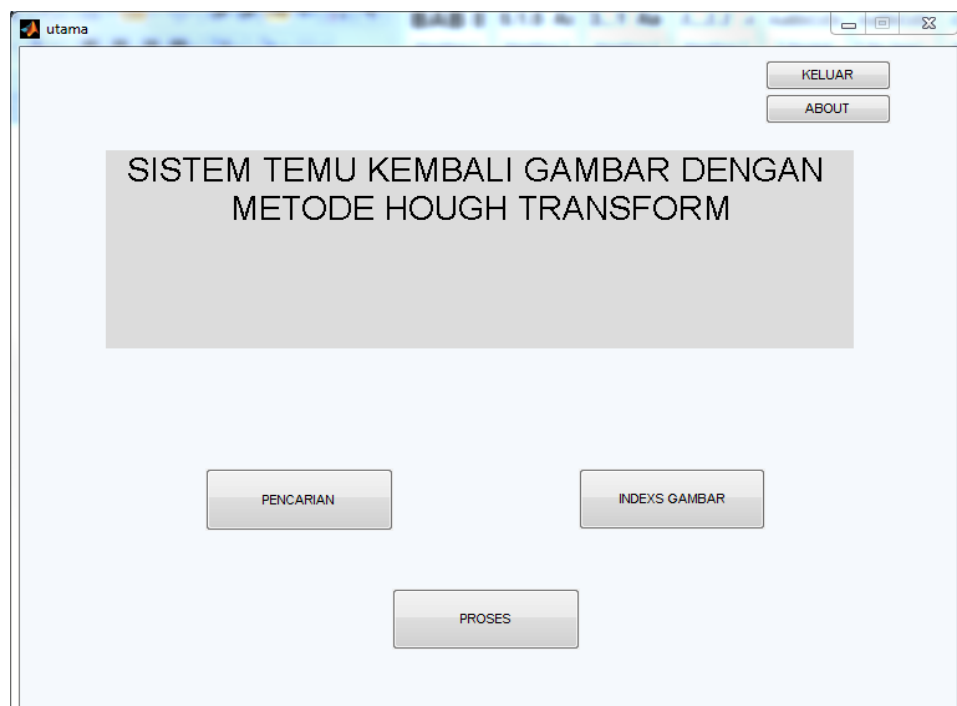 utama
KELUAR
ABOUT
SISTEM TEMU KEMBALI GAMBAR DENGAN
METODE HOUGH TRANSFORM
PENCARIAN
INDEXS GAMBAR
PROSES